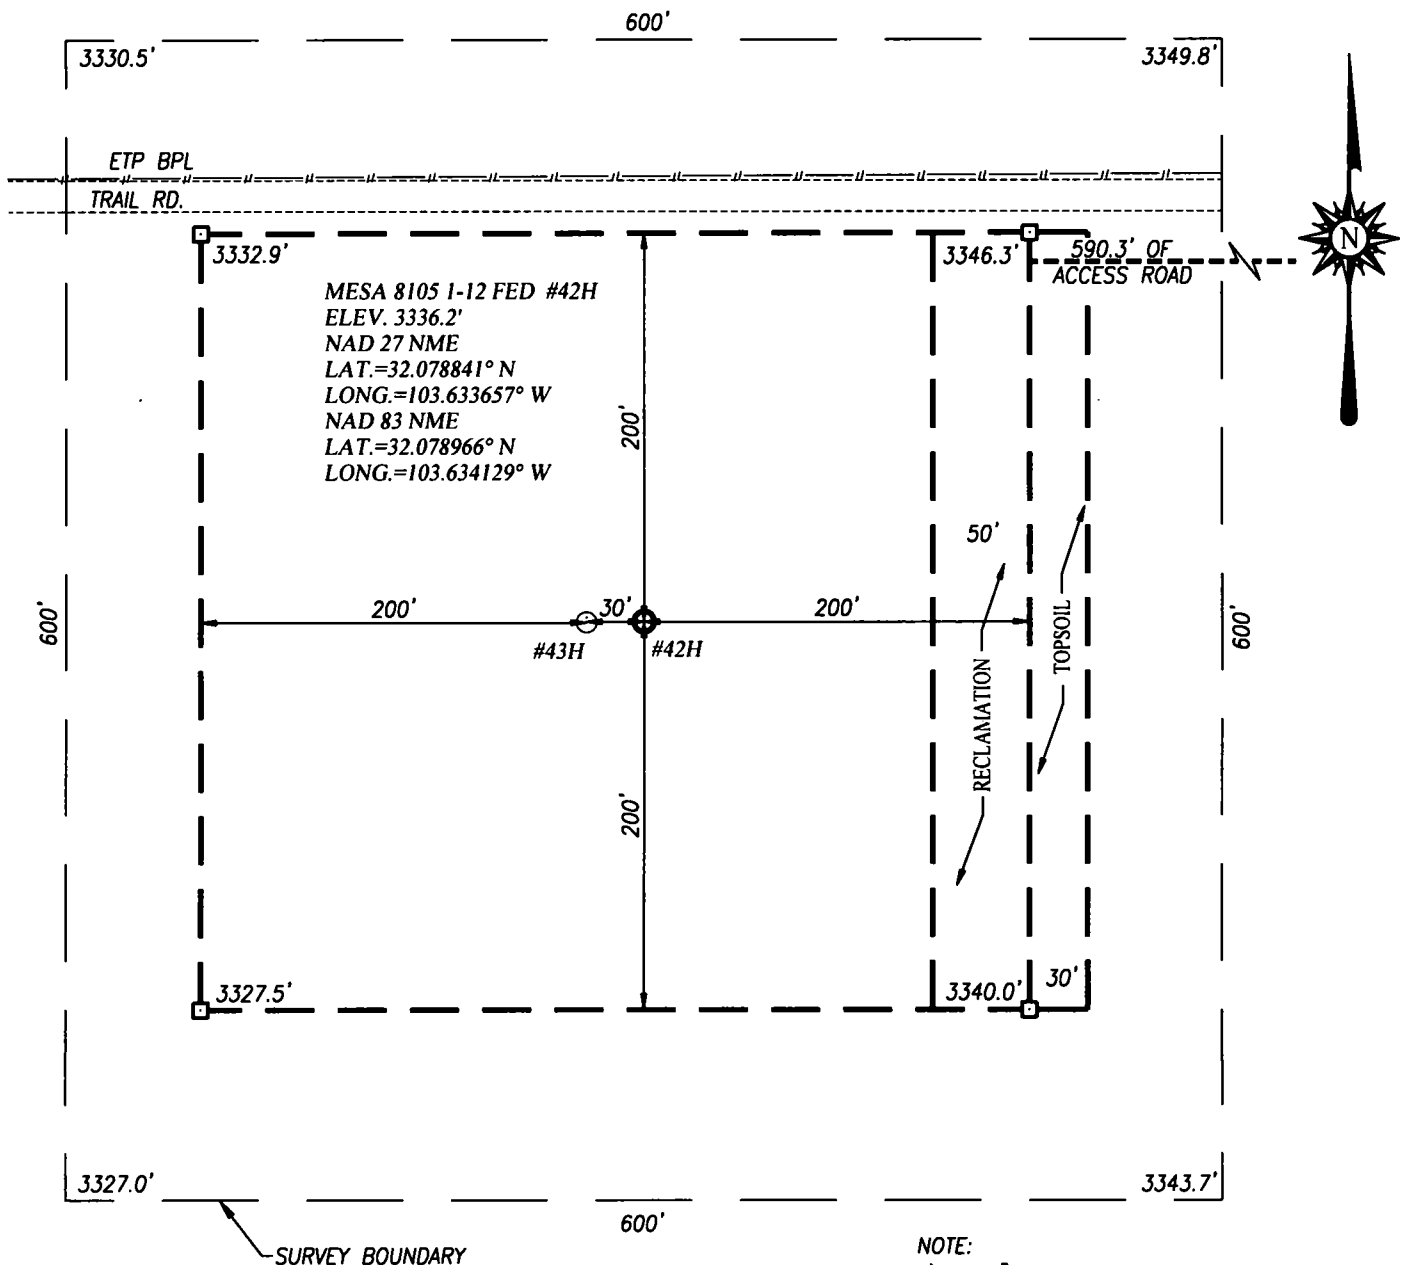 600'
3330.5'
3349.8'
ETP BPL
TRAIL RD.
3332.9'
3346.3'
590.3' OF
ACCESS ROAD
N
MESA 8105 1-12 FED #42H
ELEV. 3336.2'
NAD 27 NME
LAT.=32.078841° N
LONG.=103.633657° W
NAD 83 NME
LAT.=32.078966° N
LONG.=103.634129° W
200'
50'
600'
200'
30'
200'
600'
#43H
#42H
RECLAMATION
TOPSOIL
200'
3327.5'
3340.0'
30'
3327.0'
3343.7'
600'
SURVEY BOUNDARY
NOTE: